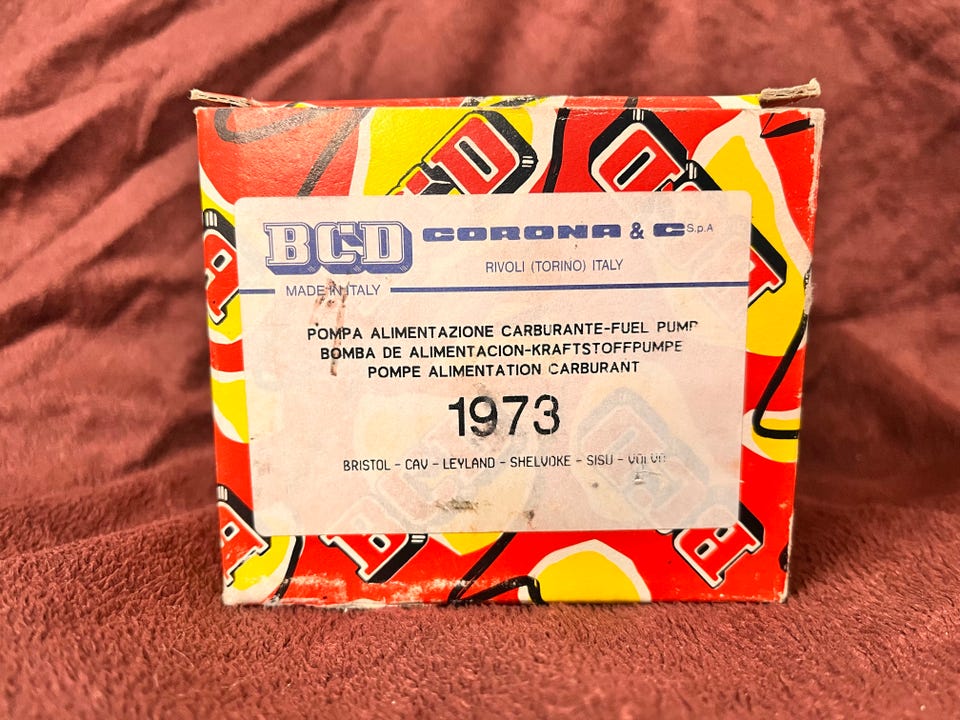 BCD CORONA & C S.p.A
RIVOLI (TORINO) ITALY
MADE IN ITALY
POMPA ALIMENTAZIONE CARBURANTE-FUEL PUMP
BOMBA DE ALIMENTACION-KRAFTSTOFFPUMPE
POMPE ALIMENTATION CARBURANT
1973
BRISTOL - CAV - LEYLAND - SHELVOKE - SISU - VOLVO